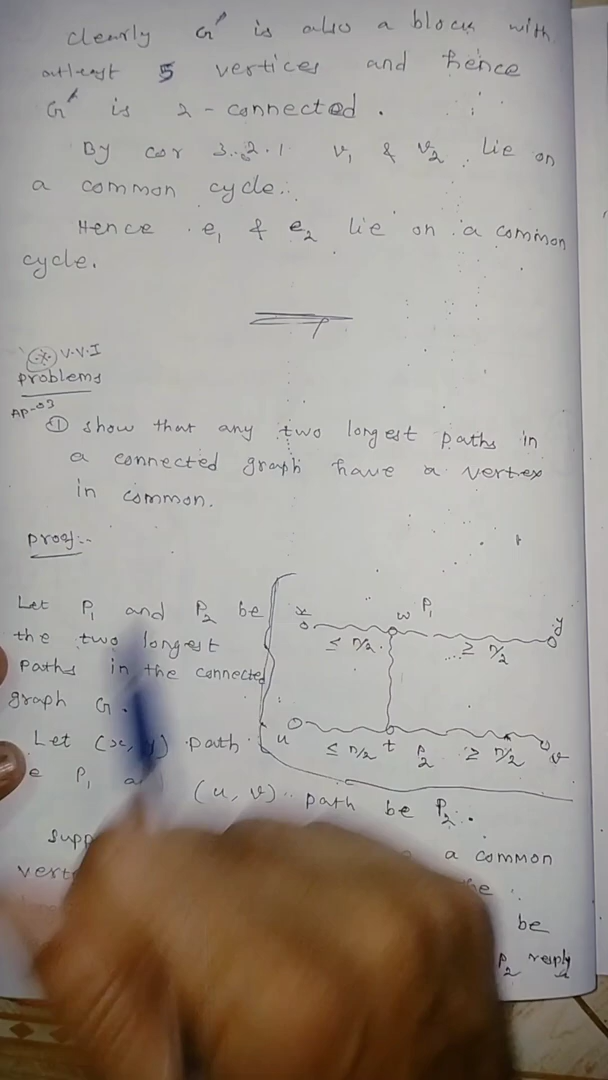 clearly G' is also a block with
atleast 5 vertices and hence
G' is 2-connected.
By cor 3.2.1 v₁ & v₂ lie on
a common cycle.
Hence e₁ & e₂ lie on a common
cycle.
V.V.I
problems
AP-03
① show that any two longest paths in
a connected graph have a vertex
in common.
proof:-
Let P₁ and P₂ be
the two longest
paths in the connected
graph G.
x w P₁ y
≤ n/2 ≥ n/2
u t P₂ v
≤ n/2 ≥ n/2
Let (x, y) path
P₁ (u, v) path be P₂.
a common
be
P₂ resply